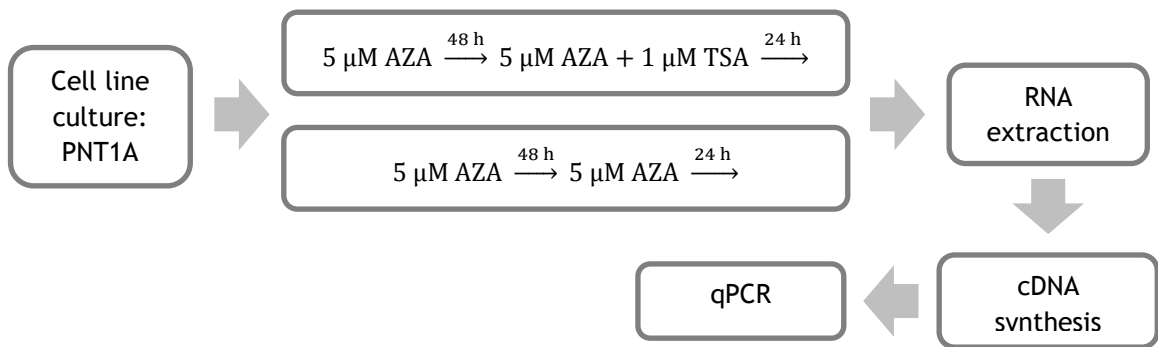 Cell line
culture:
PNT1A
5 μM AZA 48 h ⟶ 5 μM AZA + 1 μM TSA 24 h ⟶
5 μM AZA 48 h ⟶ 5 μM AZA 24 h ⟶
RNA
extraction
cDNA
synthesis
qPCR